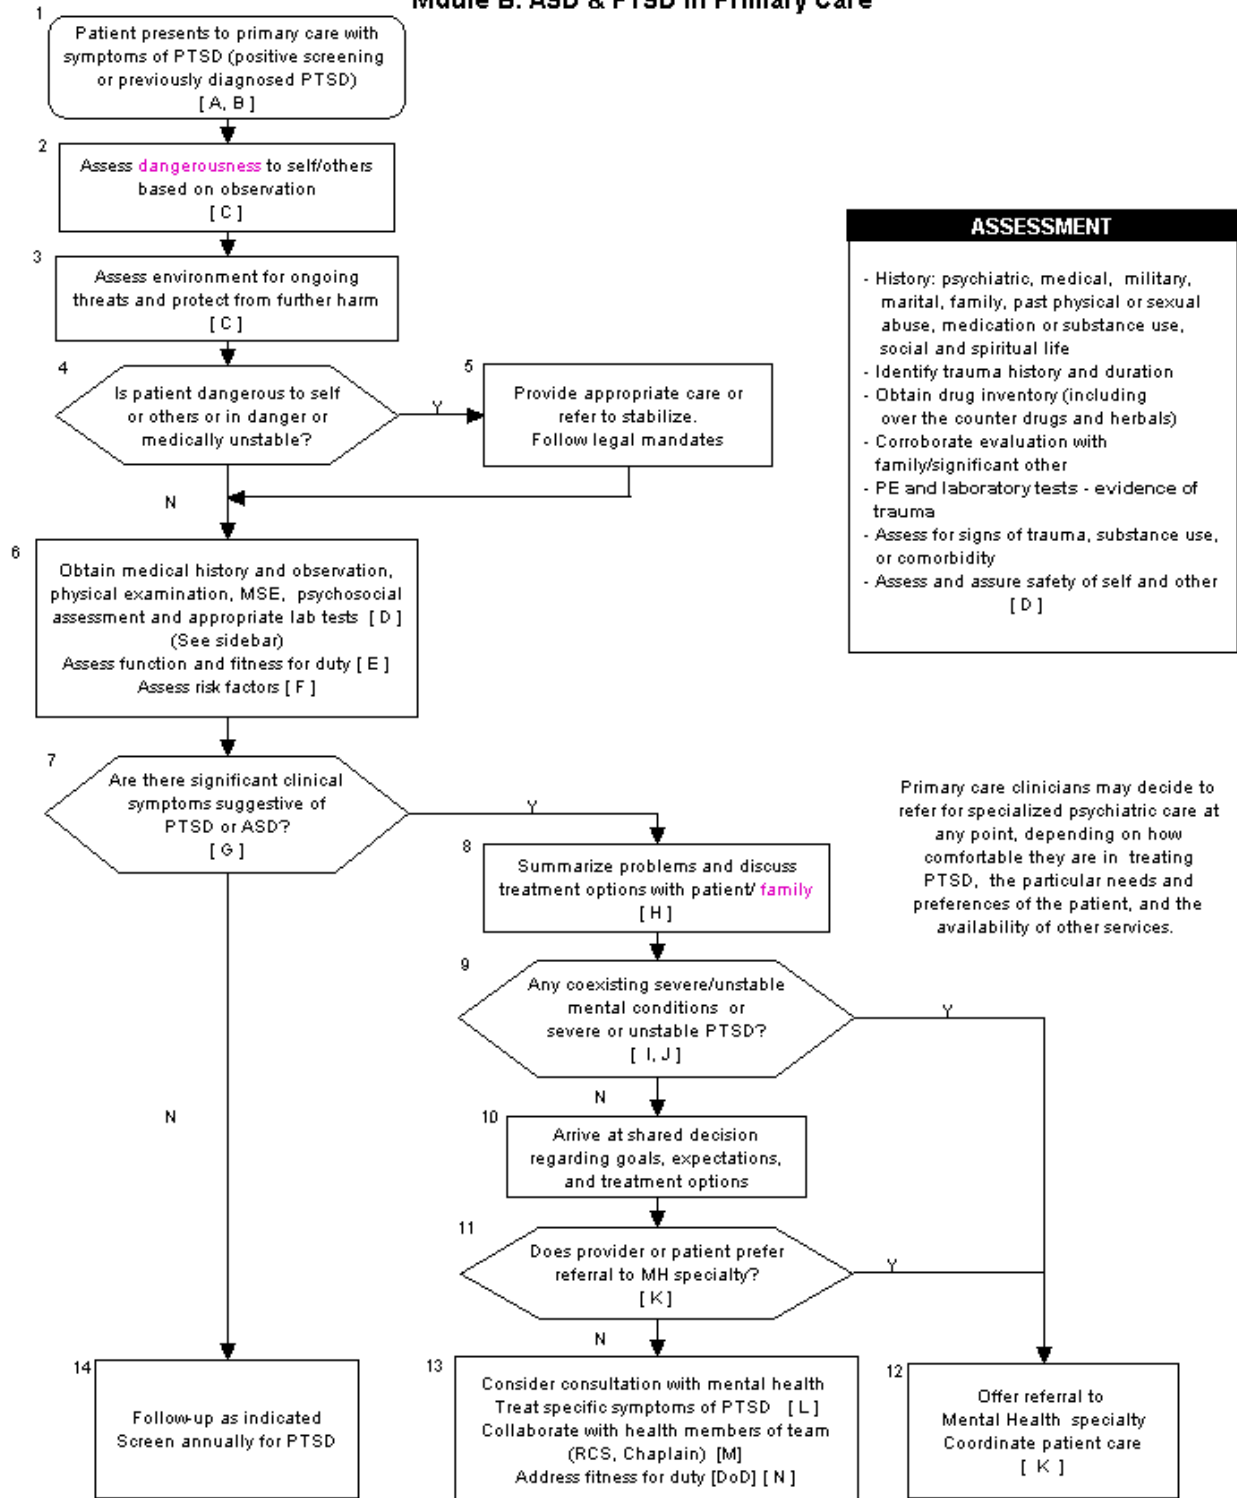 Mdule B: ASD & PTSD in Primary Care
1
Patient presents to primary care with
symptoms of PTSD (positive screening
or previously diagnosed PTSD)
[ A, B ]
2
Assess dangerousness to self/others
based on observation
[ C ]
3
Assess environment for ongoing
threats and protect from further harm
[ C ]
4
Is patient dangerous to self
or others or in danger or
medically unstable?
Y
5
Provide appropriate care or
refer to stabilize.
Follow legal mandates
N
6
Obtain medical history and observation,
physical examination, MSE, psychosocial
assessment and appropriate lab tests [ D ]
(See sidebar)
Assess function and fitness for duty [ E ]
Assess risk factors [ F ]
ASSESSMENT
- History: psychiatric, medical, military,
marital, family, past physical or sexual
abuse, medication or substance use,
social and spiritual life
- Identify trauma history and duration
- Obtain drug inventory (including
over the counter drugs and herbals)
- Corroborate evaluation with
family/significant other
- PE and laboratory tests - evidence of
trauma
- Assess for signs of trauma, substance use,
or comorbidity
- Assess and assure safety of self and other
[ D ]
7
Are there significant clinical
symptoms suggestive of
PTSD or ASD?
[ G ]
Y
N
8
Summarize problems and discuss
treatment options with patient/ family
[ H ]
Primary care clinicians may decide to
refer for specialized psychiatric care at
any point, depending on how
comfortable they are in treating
PTSD, the particular needs and
preferences of the patient, and the
availability of other services.
9
Any coexisting severe/unstable
mental conditions or
severe or unstable PTSD?
[ I, J ]
Y
N
10
Arrive at shared decision
regarding goals, expectations,
and treatment options
11
Does provider or patient prefer
referral to MH specialty?
[ K ]
Y
N
14
Follow-up as indicated
Screen annually for PTSD
13
Consider consultation with mental health
Treat specific symptoms of PTSD [ L ]
Collaborate with health members of team
(RCS, Chaplain) [M]
Address fitness for duty [DoD] [ N ]
12
Offer referral to
Mental Health specialty
Coordinate patient care
[ K ]